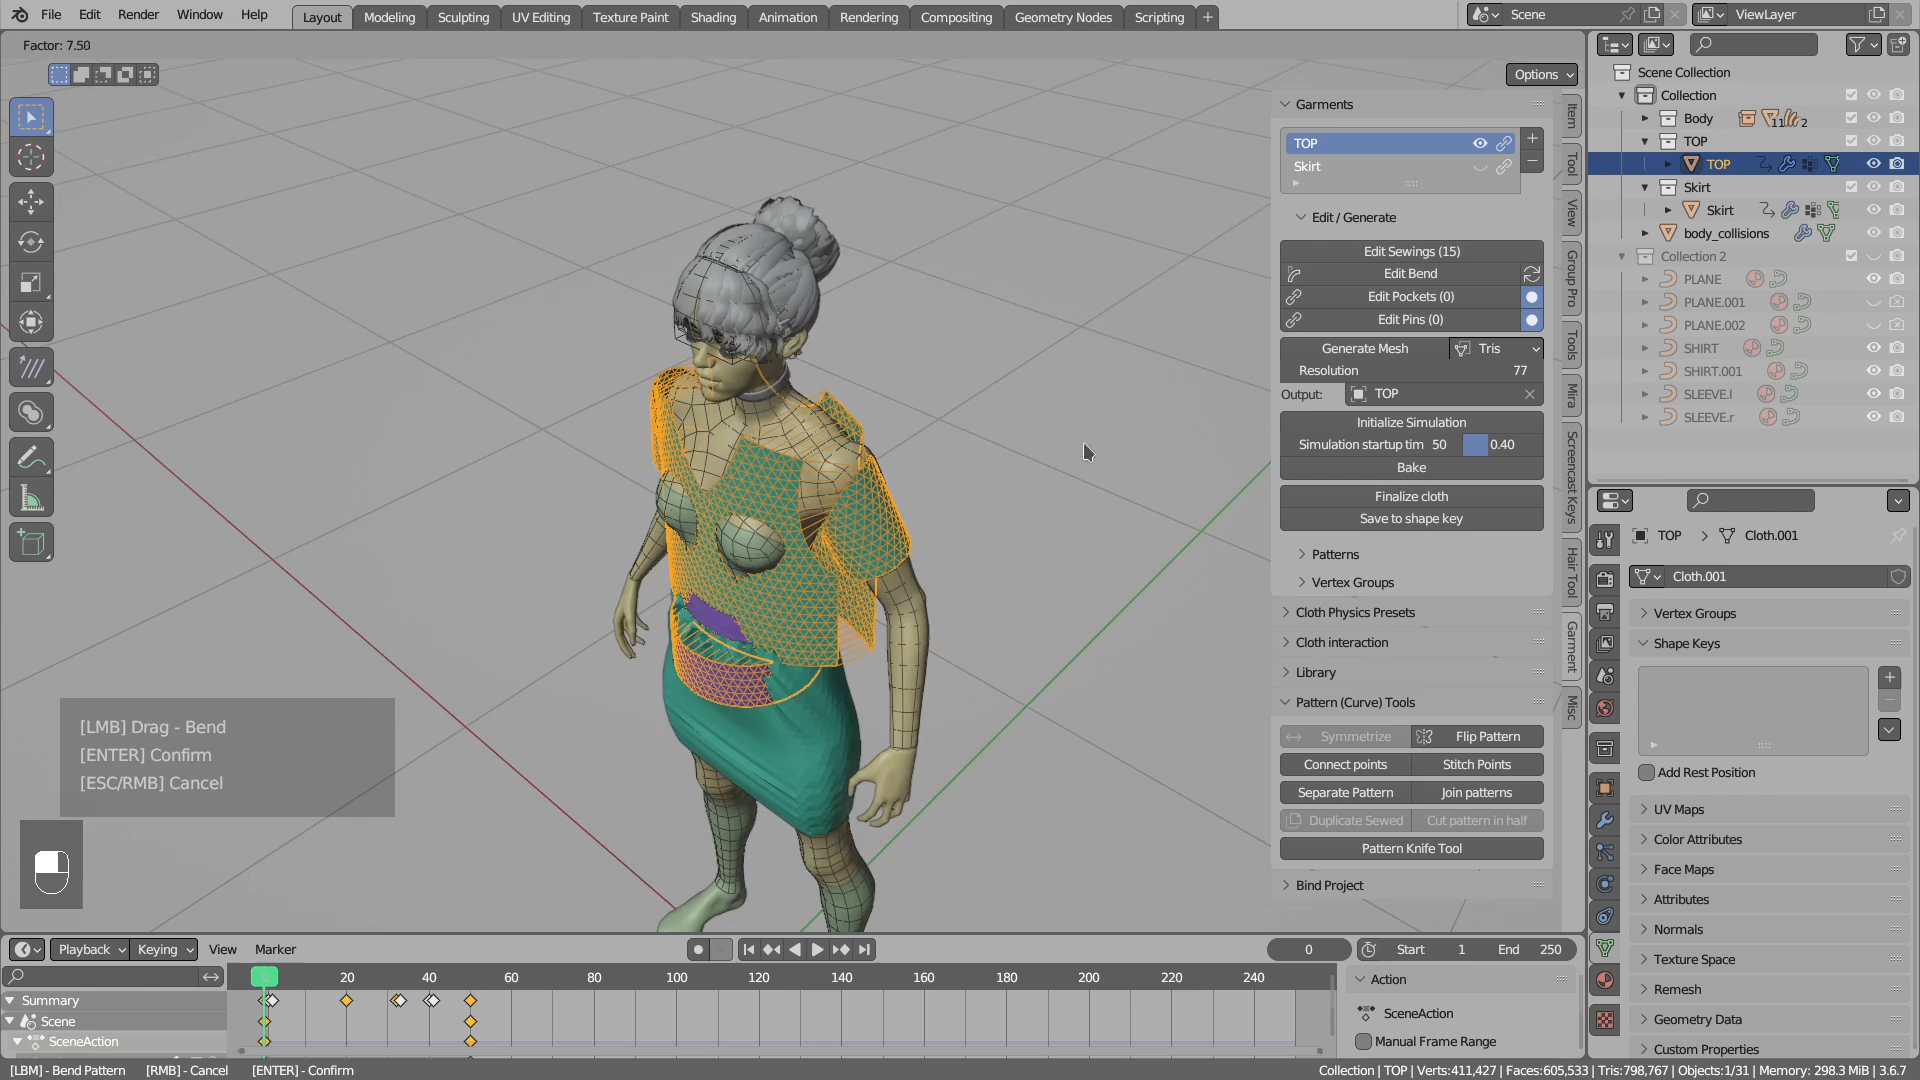 File Edit Render Window Help Layout Modeling Sculpting UV Editing Texture Paint Shading Animation Rendering Compositing Geometry Nodes Scripting + Scene ViewLayer
Factor: 7.50
Options
Garments
TOP
Skirt
Edit / Generate
Edit Sewings (15)
Edit Bend
Edit Pockets (0)
Edit Pins (0)
Generate Mesh Tris
Resolution 77
Output: TOP
Initialize Simulation
Simulation startup tim 50 0.40
Bake
Finalize cloth
Save to shape key
Patterns
Vertex Groups
Cloth Physics Presets
Cloth interaction
Library
Pattern (Curve) Tools
Symmetrize Flip Pattern
Connect points Stitch Points
Separate Pattern Join patterns
Duplicate Sewed Cut pattern in half
Pattern Knife Tool
Bind Project
Item
Tool
View
Group Pro
Tools
Mira
Screencast Keys
Hair Tool
Garment
Misc
Scene Collection
Collection
Body 11 2
TOP
TOP
Skirt
Skirt
body_collisions
Collection 2
PLANE
PLANE.001
PLANE.002
SHIRT
SHIRT.001
SLEEVE.l
SLEEVE.r
TOP > Cloth.001
Cloth.001
Vertex Groups
Shape Keys
Add Rest Position
UV Maps
Color Attributes
Face Maps
Attributes
Normals
Texture Space
Remesh
Geometry Data
Custom Properties
[LMB] Drag - Bend
[ENTER] Confirm
[ESC/RMB] Cancel
Playback Keying View Marker 0 Start 1 End 250
20 40 60 80 100 120 140 160 180 200 220 240
Summary
Scene
SceneAction
Action
SceneAction
Manual Frame Range
[LBM] - Bend Pattern [RMB] - Cancel [ENTER] - Confirm Collection | TOP | Verts:411,427 | Faces:605,533 | Tris:798,767 | Objects:1/31 | Memory: 298.3 MiB | 3.6.7